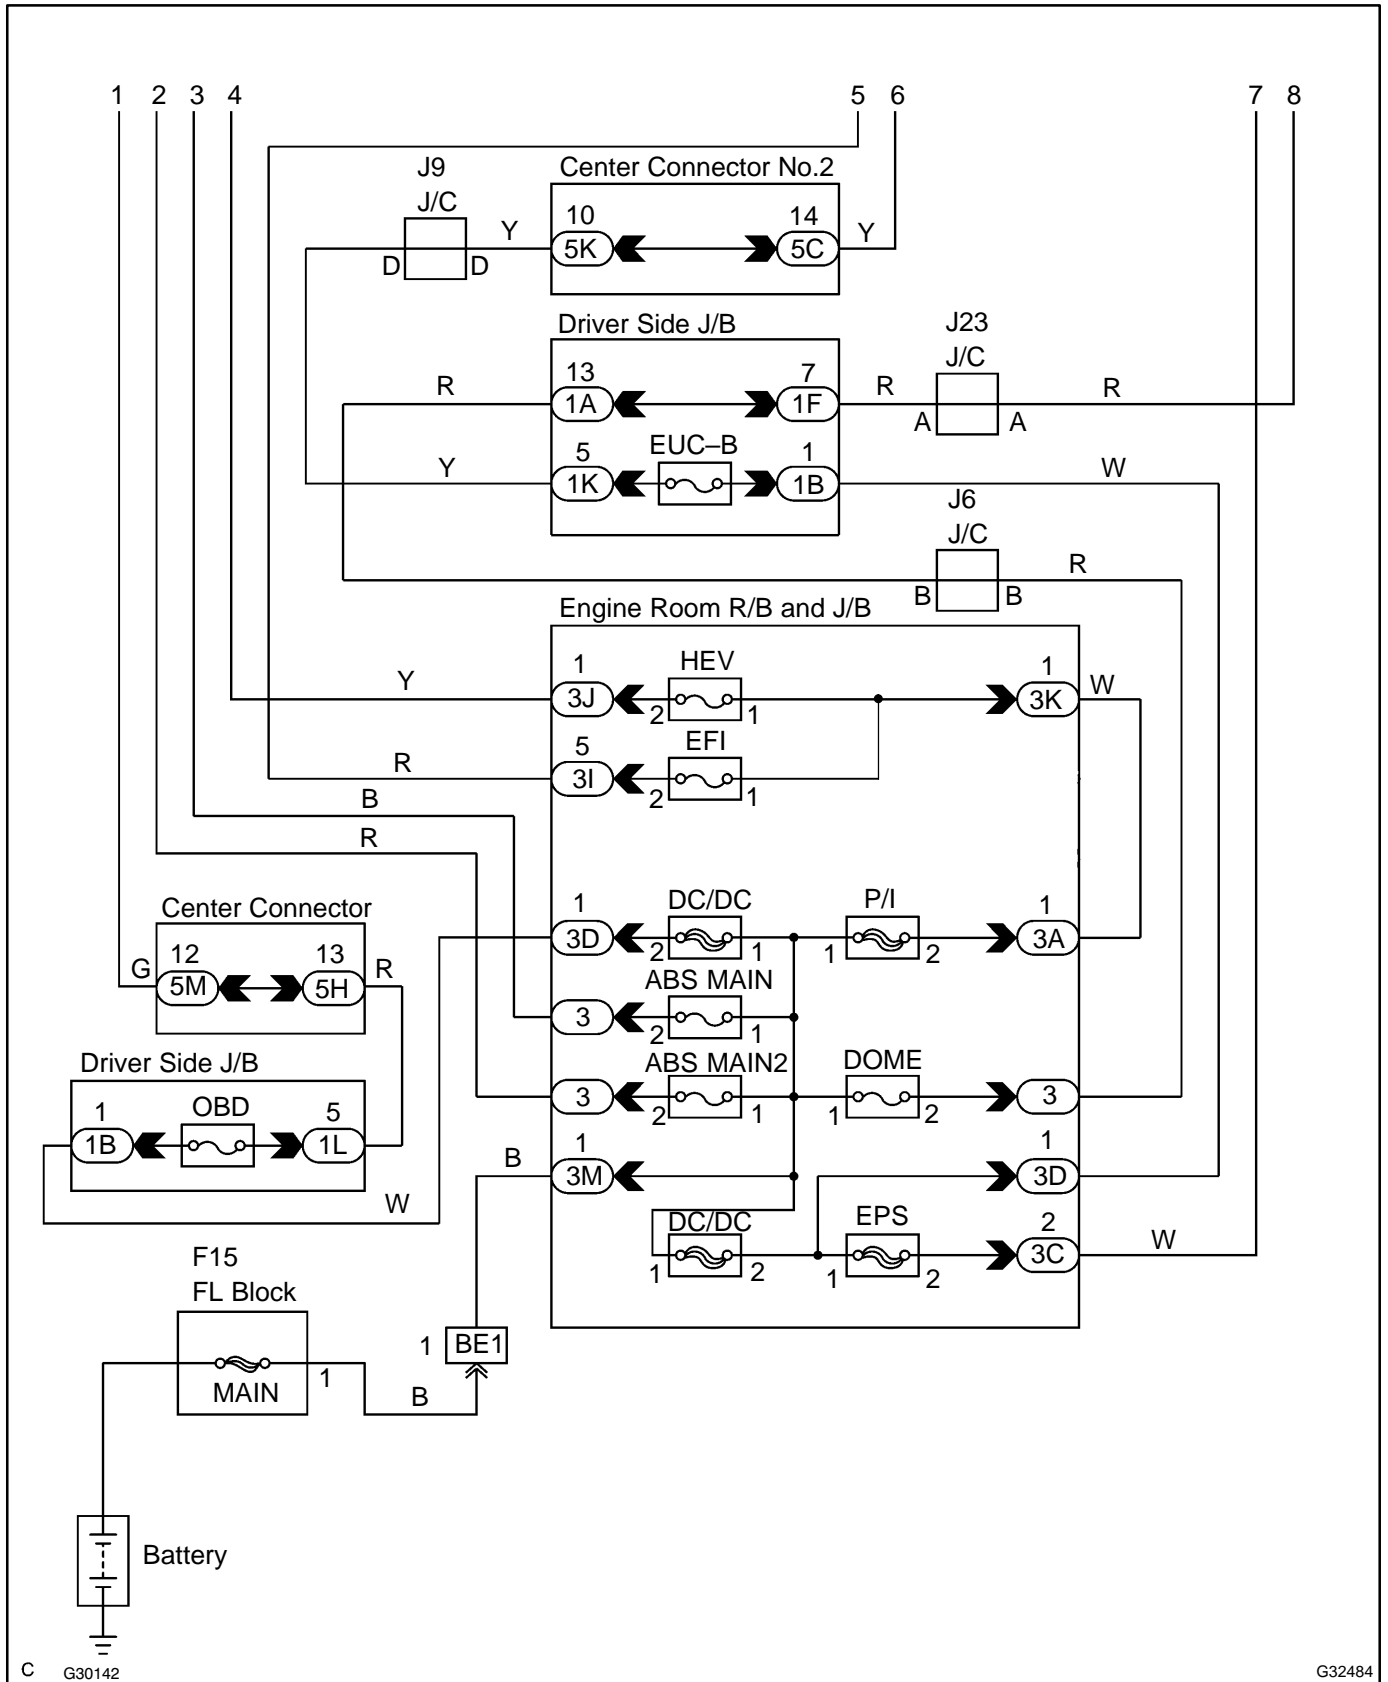 1 2 3 4 5 6 7 8
J9
J/C
Center Connector No.2
10 14
Y 5K 5C Y
D D
Driver Side J/B
J23
J/C
13 7
R 1A 1F R R
A A
5 EUC–B 1
Y 1K 1B W
J6
J/C
R
B B
Engine Room R/B and J/B
1 HEV 1
Y 3J 3K W
2 1
5 EFI
R 3I
2 1
B
R
1 DC/DC P/I 1
3D 3A
2 1 1 2
Center Connector
12 13
G 5M 5H R
ABS MAIN
3
2 1
ABS MAIN2 DOME
3 3
2 1 1 2
Driver Side J/B
1 OBD 5
1B 1L
W
B 1 1
3M 3D
DC/DC EPS 2
3C W
1 2 1 2
F15
FL Block
MAIN 1
B
1 BE1
Battery
C G30142 G32484